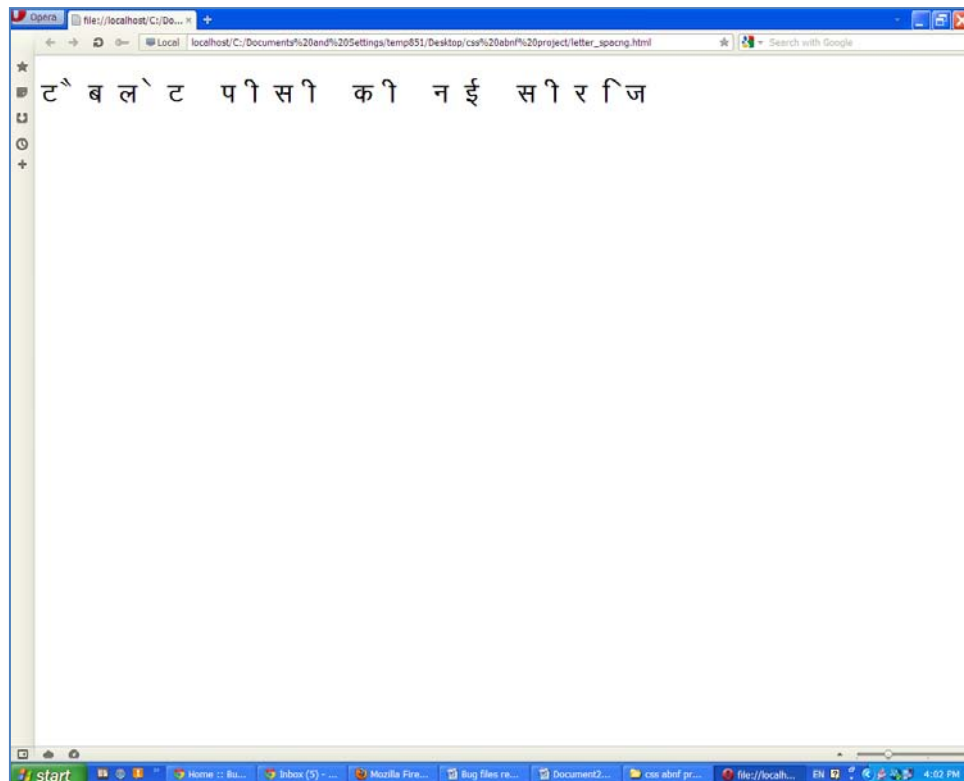 Opera
file://localhost/C:/Do...
Local localhost/C:/Documents%20and%20Settings/temp851/Desktop/css%20abnf%20project/letter_spacng.html
Search with Google
टैबलेट पीसी की नई सीरिज
start
Home :: Bu...
Inbox (5) - ...
Mozilla Fire...
Bug files re...
Document2...
css abnf pr...
file://localh...
EN
4:02 PM